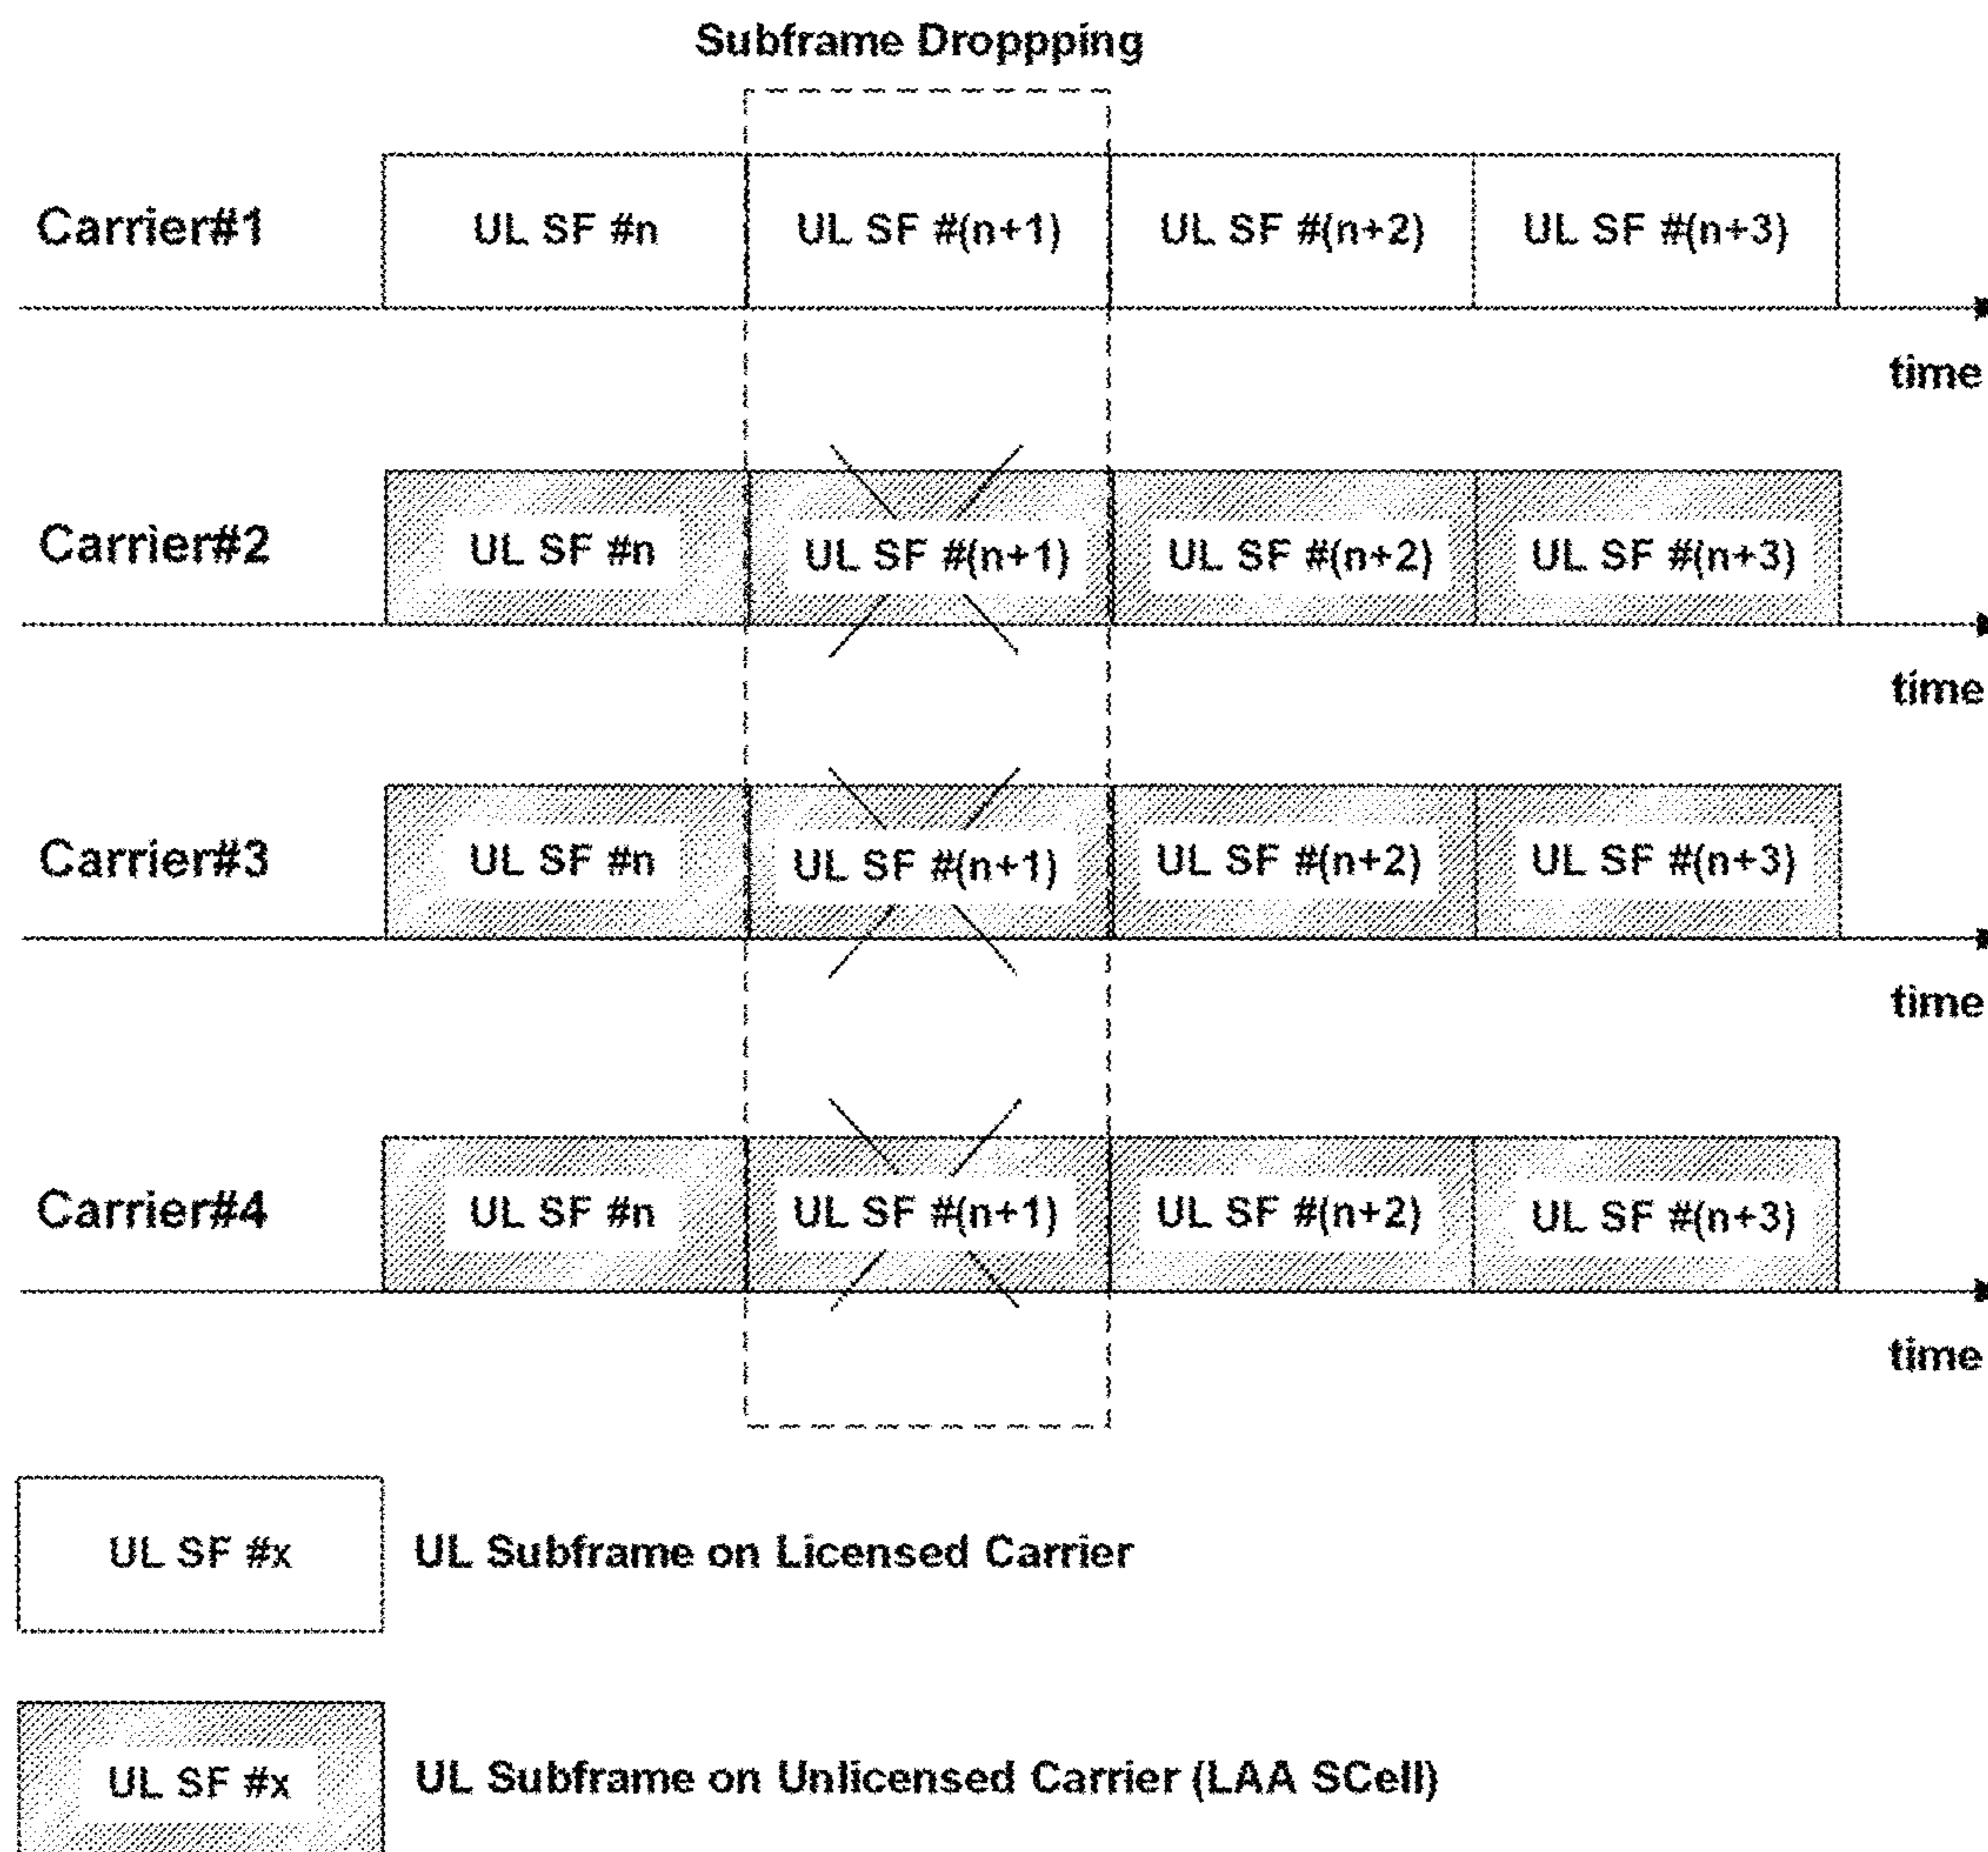 Subframe Droppping
Carrier#1
UL SF #n
UL SF #(n+1)
UL SF #(n+2)
UL SF #(n+3)
time
Carrier#2
UL SF #n
UL SF #(n+1)
UL SF #(n+2)
UL SF #(n+3)
time
Carrier#3
UL SF #n
UL SF #(n+1)
UL SF #(n+2)
UL SF #(n+3)
time
Carrier#4
UL SF #n
UL SF #(n+1)
UL SF #(n+2)
UL SF #(n+3)
time
UL SF #x
UL Subframe on Licensed Carrier
UL SF #x
UL Subframe on Unlicensed Carrier (LAA SCell)